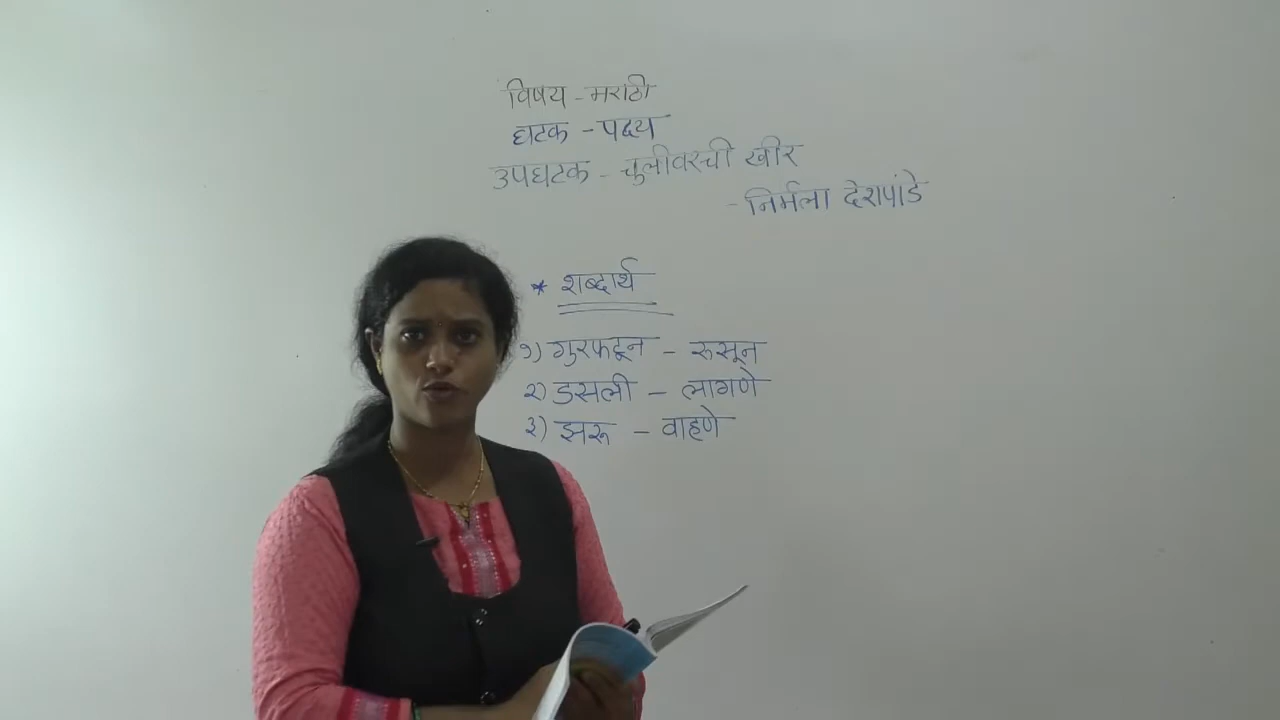 विषय - मराठी
घटक - पद्य
उपघटक - चुलीवरची खीर
- निर्मला देशपांडे
* शब्दार्थ
१) गुरफटून - रुसून
२) डसली - लागणे
३) झरू - वाहणे